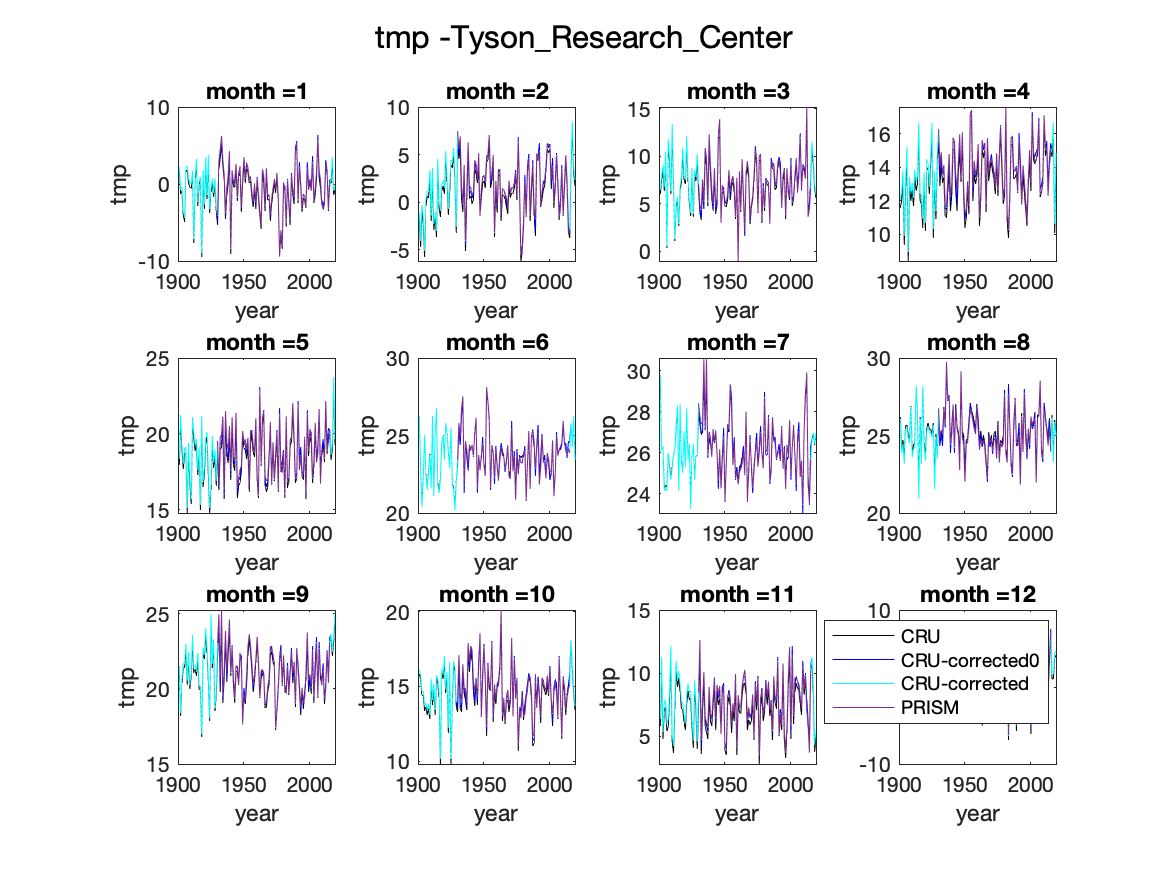 tmp -Tyson_Research_Center
month =1
month =2
month =3
month =4
10
0
-10
tmp
1900 1950 2000
year
10
5
0
-5
tmp
1900 1950 2000
year
15
10
5
0
tmp
1900 1950 2000
year
16
14
12
10
tmp
1900 1950 2000
year
month =5
month =6
month =7
month =8
25
20
15
tmp
1900 1950 2000
year
30
25
20
tmp
1900 1950 2000
year
30
28
26
24
tmp
1900 1950 2000
year
30
25
20
tmp
1900 1950 2000
year
month =9
month =10
month =11
month =12
25
20
15
tmp
1900 1950 2000
year
20
15
10
tmp
1900 1950 2000
year
15
10
5
tmp
1900 1950 2000
year
10
-10
1900 1950 2000
year
CRU
CRU-corrected0
CRU-corrected
PRISM